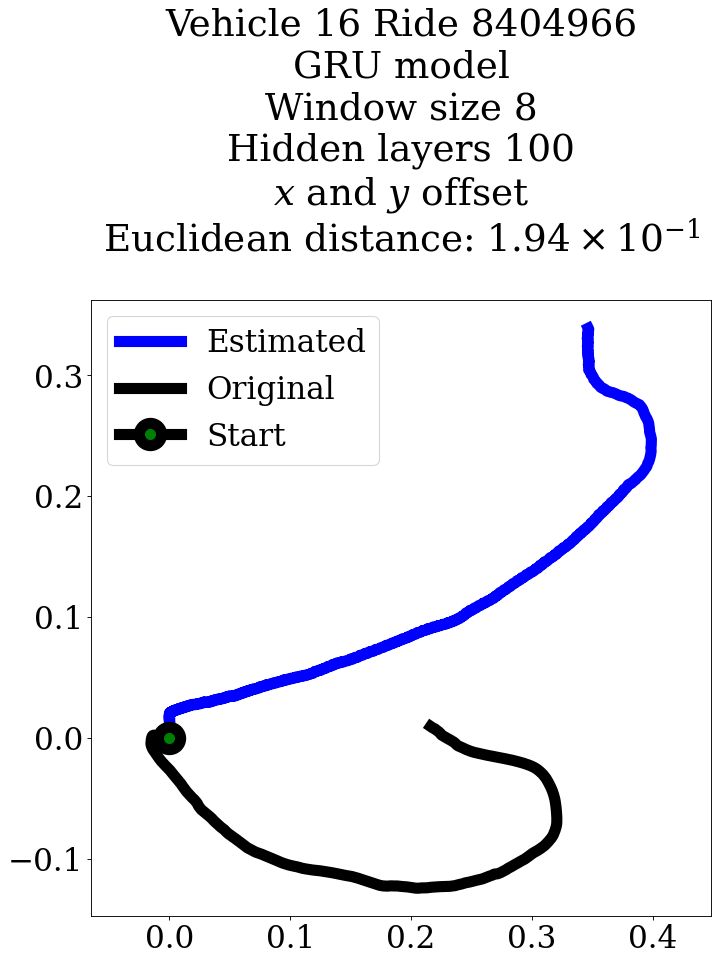 Vehicle 16 Ride 8404966
GRU model
Window size 8
Hidden layers 100
x and y offset
Euclidean distance: 1.94 × 10⁻¹
Estimated
Original
Start
0.3
0.2
0.1
0.0
−0.1
0.0 0.1 0.2 0.3 0.4